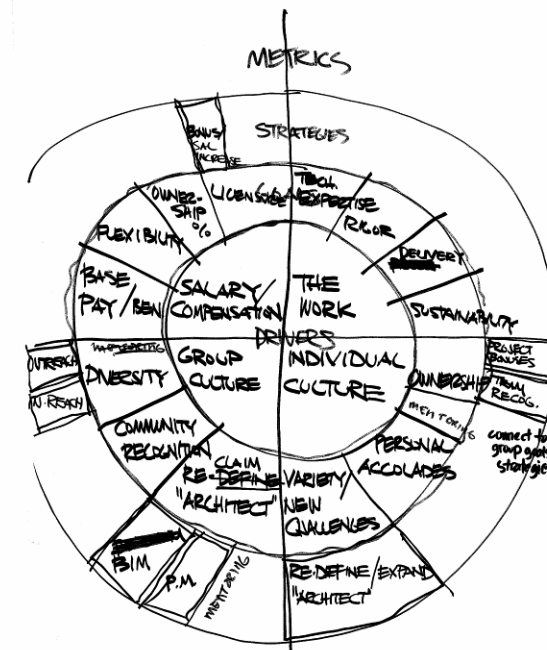 METRICS
STRATEGIES
BONUS/
SAL
INCREASE
OWNER-
SHIP
%
LICENSURE
TECH.
EXPERTISE
RIGOR
FLEXIBILITY
DELIVERY
BASE
PAY/BEN
SUSTAINABILITY
SALARY/
COMPENSATION
THE
WORK
DRIVERS
GROUP
CULTURE
INDIVIDUAL
CULTURE
OUTREACH
IN-REACH
DIVERSITY
PROJECT
BONUSES
TEAM
RECOG.
OWNERSHIP
MENTORING
connect to
group goals
strategies
COMMUNITY
RECOGNITION
PERSONAL
ACCOLADES
CLAIM
RE-DEFINE
"ARCHITECT"
VARIETY/
NEW
CHALLENGES
BIM
P.M
MENTORING
RE-DEFINE/EXPAND
"ARCHITECT"